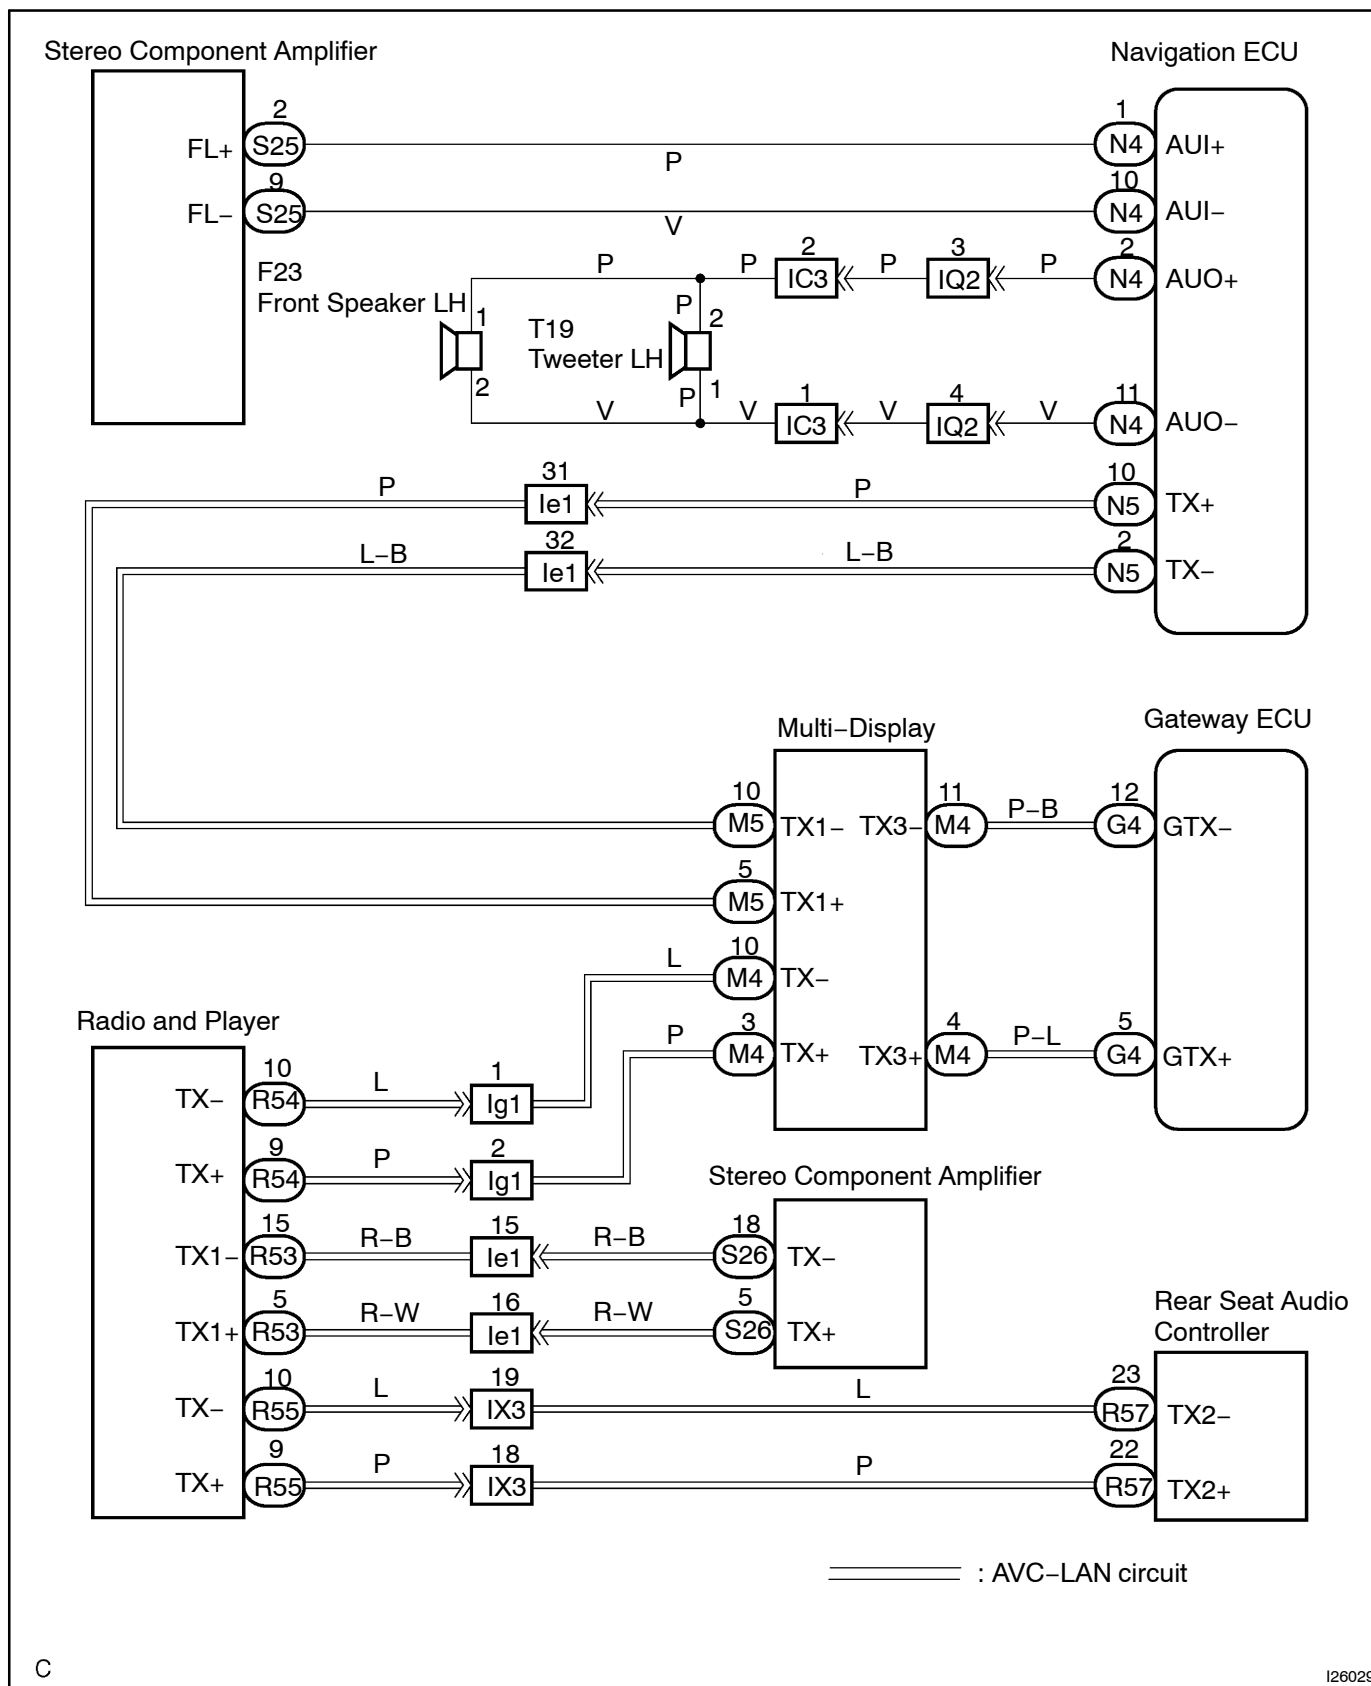 Stereo Component Amplifier
Navigation ECU
2
1
FL+ S25
P
N4 AUI+
9
10
FL− S25
V
N4 AUI−
F23
Front Speaker LH
P
P
2
IC3
P
3
IQ2
P
2
N4 AUO+
1
P
2
T19
Tweeter LH
2
P
1
V
V
1
IC3
V
4
IQ2
V
11
N4 AUO−
P
31
Ie1
P
10
N5 TX+
L−B
32
Ie1
L−B
2
N5 TX−
Multi−Display
Gateway ECU
10
M5 TX1−
TX3− M4
11
P−B
12
G4 GTX−
5
M5 TX1+
L
10
M4 TX−
P
3
M4 TX+
TX3+ M4
4
P−L
5
G4 GTX+
Radio and Player
10
TX− R54
L
1
Ig1
9
TX+ R54
P
2
Ig1
Stereo Component Amplifier
15
TX1− R53
R−B
15
Ie1
R−B
18
S26 TX−
5
TX1+ R53
R−W
16
Ie1
R−W
5
S26 TX+
Rear Seat Audio
Controller
10
TX− R55
L
19
IX3
L
23
R57 TX2−
9
TX+ R55
P
18
IX3
P
22
R57 TX2+
: AVC−LAN circuit
C
I26029